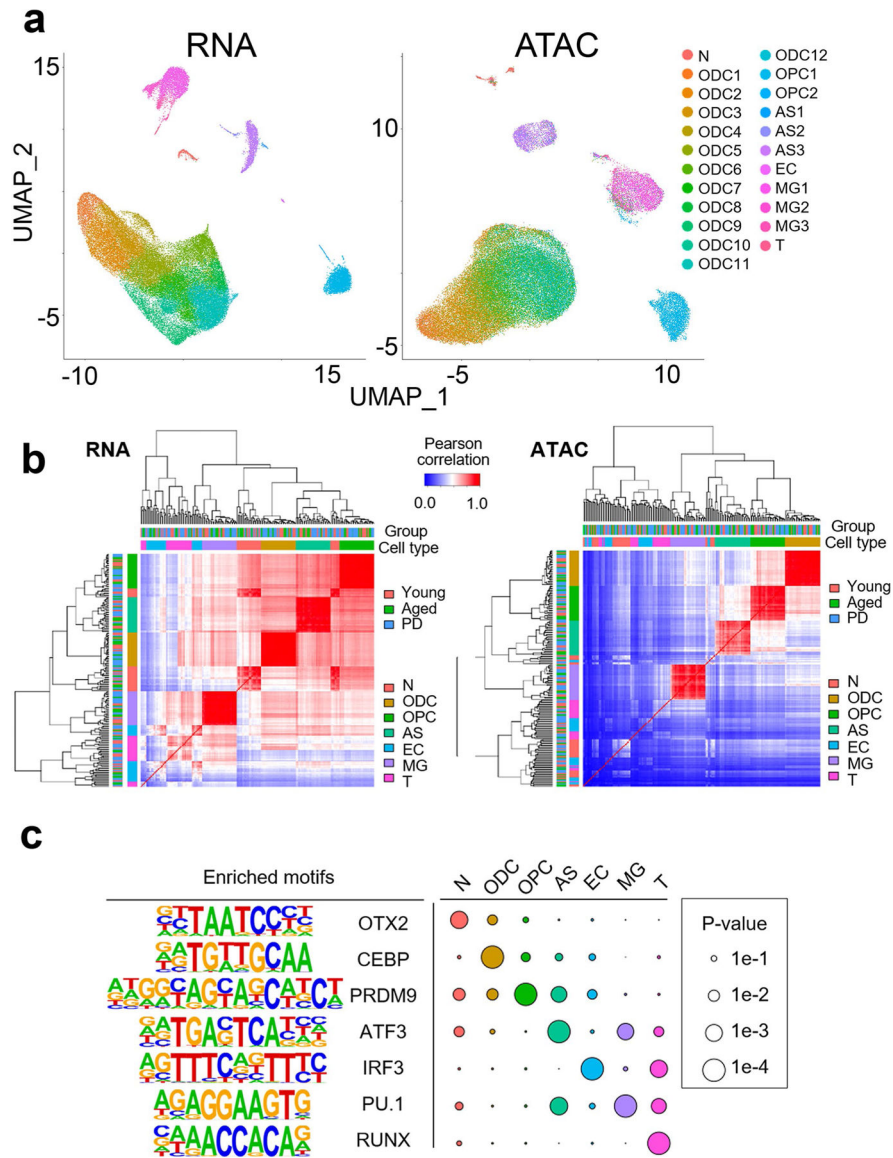 a
RNA
ATAC
15
-5
UMAP_2
-10
15
10
-5
-5
10
UMAP_1
N
ODC1
ODC2
ODC3
ODC4
ODC5
ODC6
ODC7
ODC8
ODC9
ODC10
ODC11
ODC12
OPC1
OPC2
AS1
AS2
AS3
EC
MG1
MG2
MG3
T
b
RNA
Pearson
correlation
0.0 1.0
ATAC
Group
Cell type
Young
Aged
PD
N
ODC
OPC
AS
EC
MG
T
Group
Cell type
Young
Aged
PD
N
ODC
OPC
AS
EC
MG
T
c
Enriched motifs
N ODC OPC AS EC MG T
OTX2
CEBP
PRDM9
ATF3
IRF3
PU.1
RUNX
P-value
1e-1
1e-2
1e-3
1e-4